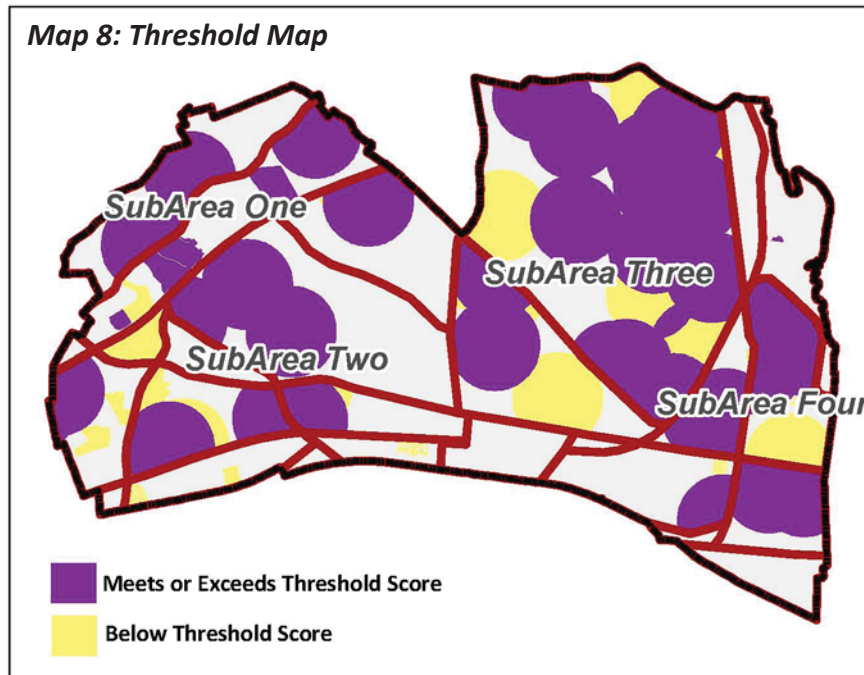 Map 8: Threshold Map
SubArea One
SubArea Three
SubArea Two
SubArea Four
Meets or Exceeds Threshold Score
Below Threshold Score